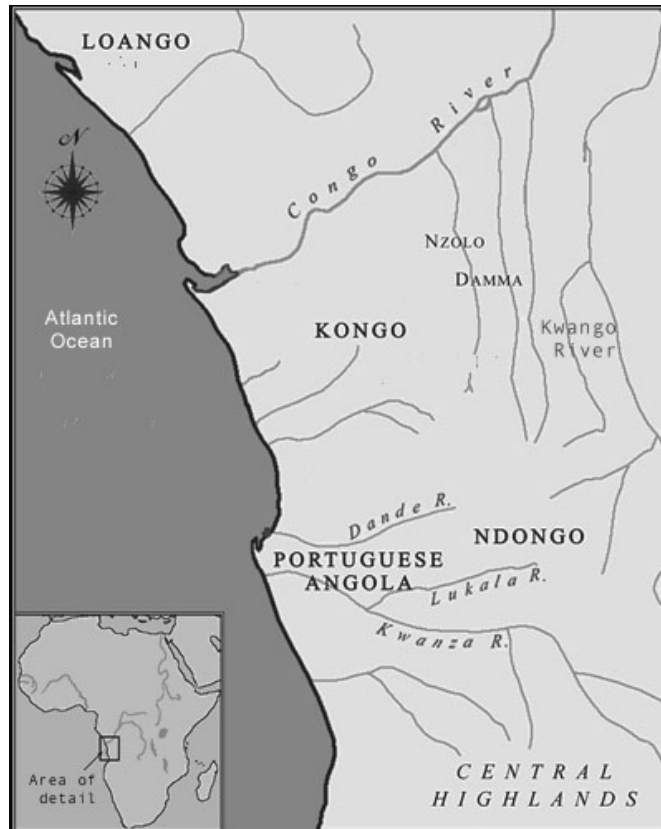 LOANGO
N
Congo River
NZOLO
DAMMA
Atlantic
Ocean
KONGO
Kwango
River
Dande R.
NDONGO
PORTUGUESE
ANGOLA
Lukala R.
Kwanza R.
Area of
detail
CENTRAL
HIGHLANDS